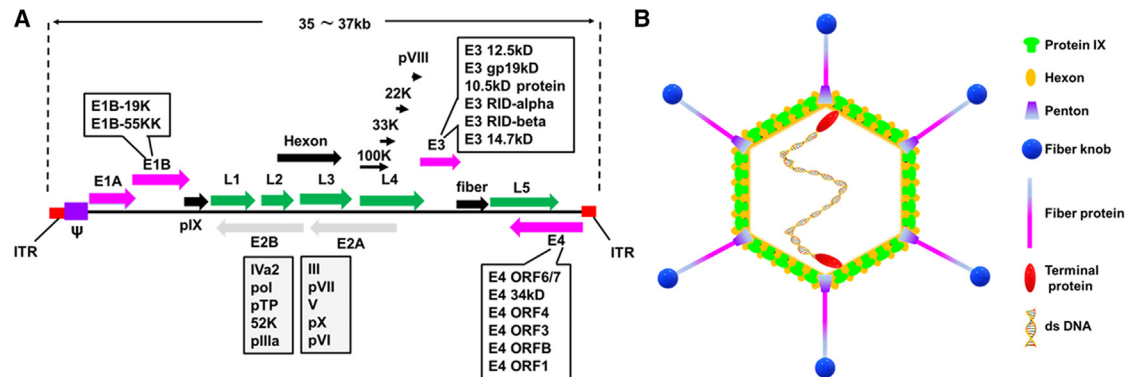 A
35 ~ 37kb
E1B-19K
E1B-55KK
E1A
E1B
Hexon
100K
33K
22K
pVIII
E3
E3 12.5kD
E3 gp19kD
10.5kD protein
E3 RID-alpha
E3 RID-beta
E3 14.7kD
L1
L2
L3
L4
fiber
L5
ITR
Ψ
pIX
E2B
E2A
E4
ITR
IVa2
pol
pTP
52K
pIIIa
III
pVII
V
pX
pVI
E4 ORF6/7
E4 34kD
E4 ORF4
E4 ORF3
E4 ORFB
E4 ORF1
B
Protein IX
Hexon
Penton
Fiber knob
Fiber protein
Terminal
protein
ds DNA